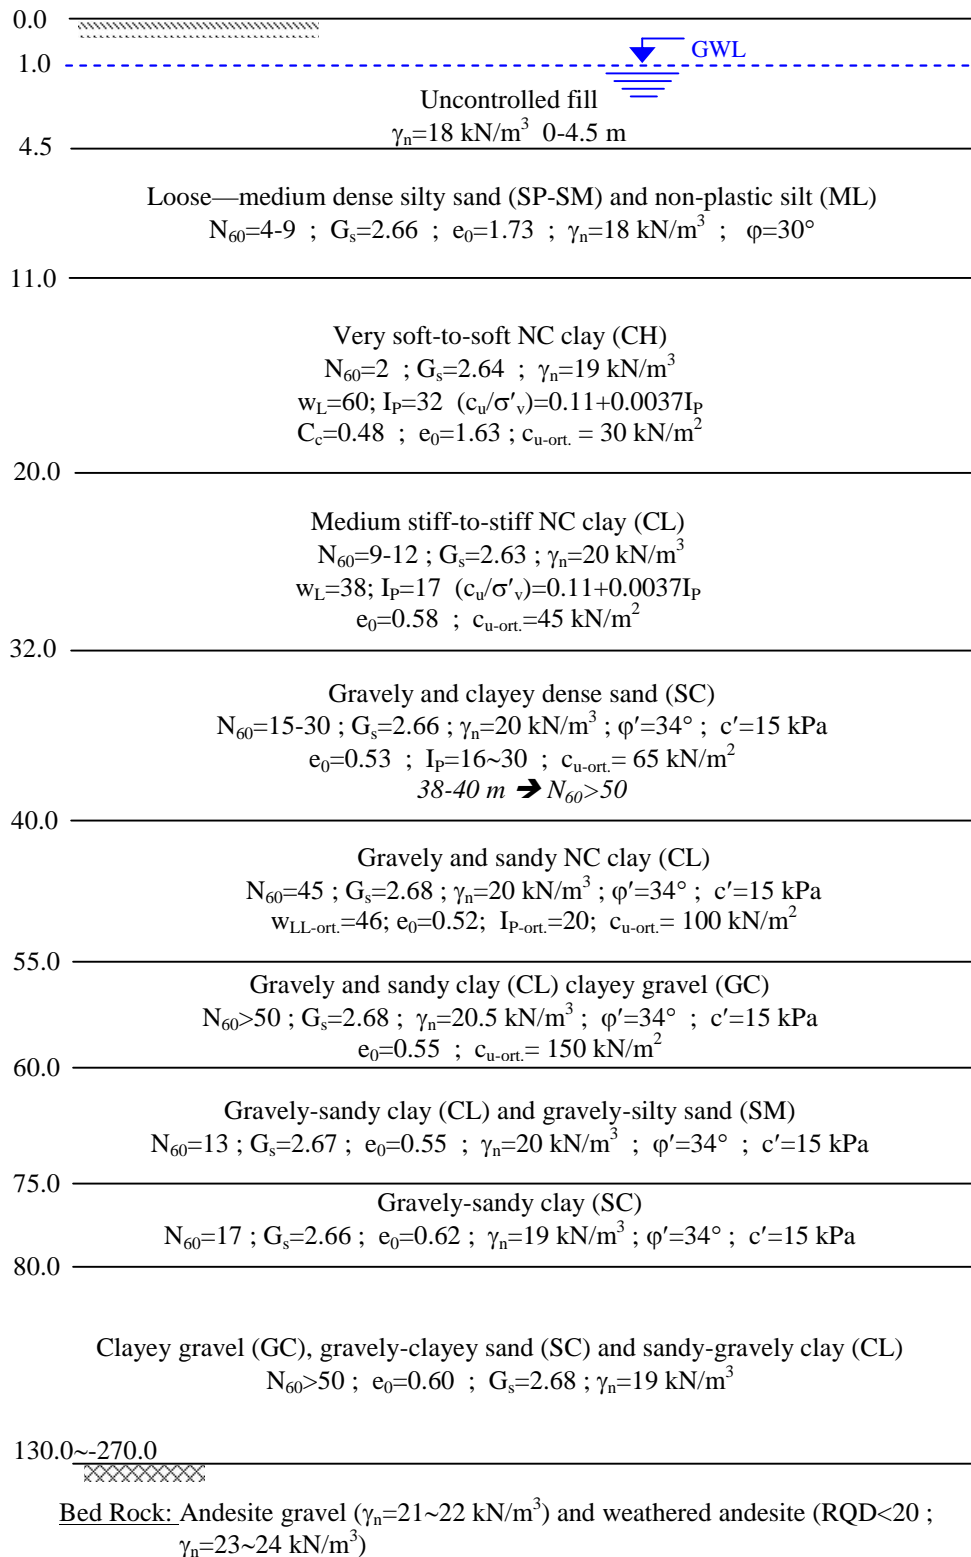 0.0
GWL
1.0
Uncontrolled fill
γn=18 kN/m³ 0-4.5 m
4.5
Loose—medium dense silty sand (SP-SM) and non-plastic silt (ML)
N60=4-9 ; Gs=2.66 ; e0=1.73 ; γn=18 kN/m³ ; φ=30°
11.0
Very soft-to-soft NC clay (CH)
N60=2 ; Gs=2.64 ; γn=19 kN/m³
wL=60; IP=32 (cu/σ′v)=0.11+0.0037IP
Cc=0.48 ; e0=1.63 ; cu-ort. = 30 kN/m²
20.0
Medium stiff-to-stiff NC clay (CL)
N60=9-12 ; Gs=2.63 ; γn=20 kN/m³
wL=38; IP=17 (cu/σ′v)=0.11+0.0037IP
e0=0.58 ; cu-ort.=45 kN/m²
32.0
Gravely and clayey dense sand (SC)
N60=15-30 ; Gs=2.66 ; γn=20 kN/m³ ; φ′=34° ; c′=15 kPa
e0=0.53 ; IP=16~30 ; cu-ort.= 65 kN/m²
38-40 m ➔ N60>50
40.0
Gravely and sandy NC clay (CL)
N60=45 ; Gs=2.68 ; γn=20 kN/m³ ; φ′=34° ; c′=15 kPa
wLL-ort.=46; e0=0.52; IP-ort.=20; cu-ort.= 100 kN/m²
55.0
Gravely and sandy clay (CL) clayey gravel (GC)
N60>50 ; Gs=2.68 ; γn=20.5 kN/m³ ; φ′=34° ; c′=15 kPa
e0=0.55 ; cu-ort.= 150 kN/m²
60.0
Gravely-sandy clay (CL) and gravely-silty sand (SM)
N60=13 ; Gs=2.67 ; e0=0.55 ; γn=20 kN/m³ ; φ′=34° ; c′=15 kPa
75.0
Gravely-sandy clay (SC)
N60=17 ; Gs=2.66 ; e0=0.62 ; γn=19 kN/m³ ; φ′=34° ; c′=15 kPa
80.0
Clayey gravel (GC), gravely-clayey sand (SC) and sandy-gravely clay (CL)
N60>50 ; e0=0.60 ; Gs=2.68 ; γn=19 kN/m³
130.0~-270.0
Bed Rock: Andesite gravel (γn=21~22 kN/m³) and weathered andesite (RQD<20 ;
γn=23~24 kN/m³)